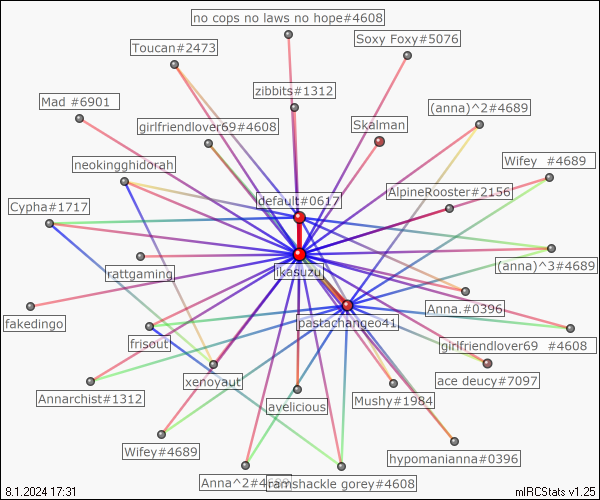 no cops no laws no hope#4608
Soxy Foxy#5076
Toucan#2473
zibbits#1312
Mad #6901
(anna)^2#4689
girlfriendlover69#4608
Skalman
neokingghidorah
Wifey #4689
AlpineRooster#2156
default#0617
Cypha#1717
(anna)^3#4689
rattgaming
ikasuzu
Anna.#0396
fakedingo
pastachange041
frisout
girlfriendlover69 #4608
xenoyaut
ace deucy#7097
Annarchist#1312
avelicious
Mushy#1984
Wifey#4689
hypomanianna#0396
Anna^2#4689
ramshackle gorey#4608
8.1.2024 17:31
mIRCStats v1.25